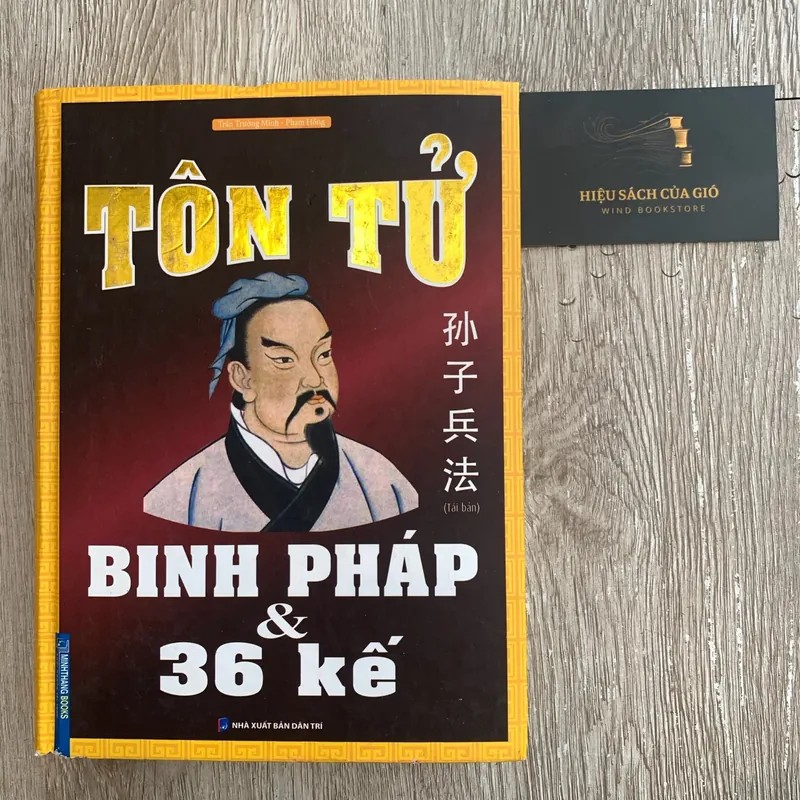 Trần Trường Minh - Phạm Hồng
TÔN TỬ
孙子兵法
(Tái bản)
BINH PHÁP
&
36 kế
MINHTHANG BOOKS
NHÀ XUẤT BẢN DÂN TRÍ
HIỆU SÁCH CỦA GIÓ
WIND BOOKSTORE